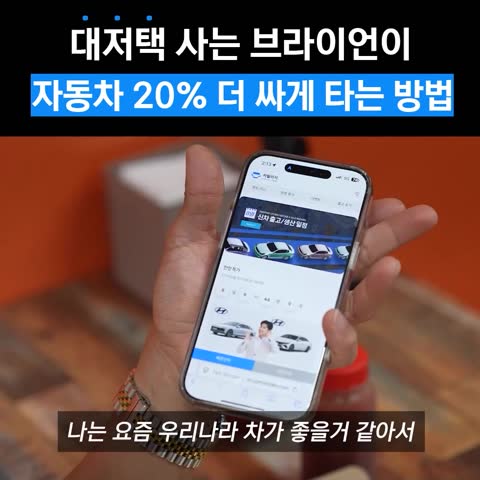 대저택 사는 브라이언이
자동차 20% 더 싸게 타는 방법
2:13
신차 출고/생산 일정
나는 요즘 우리나라 차가 좋을거 같아서